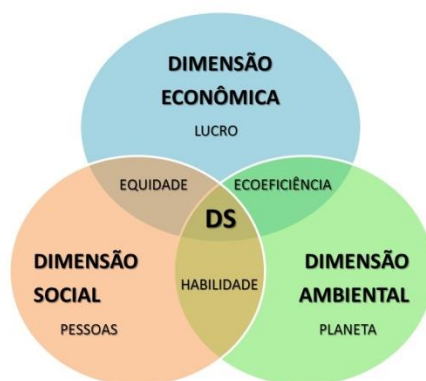 DIMENSÃO
ECONÔMICA
LUCRO
EQUIDADE
ECOEFICIÊNCIA
DS
DIMENSÃO
SOCIAL
PESSOAS
HABILIDADE
DIMENSÃO
AMBIENTAL
PLANETA